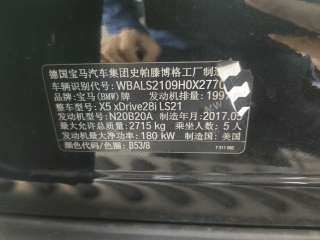 德国宝马汽车集团史帕滕博格工厂制造
车辆识别代号: WBALS2109H0X2770
品牌: 宝马(BMW)牌 发动机排量: 199
整车型号: X5 xDrive28i LS21
发动机型号: N20B20A 制造年月: 2017.05
最大允许总质量: 2715 kg 乘坐人数: 5 人
发动机最大净功率: 180 kW 制造国: 美国
颜色代码/色图: B53/8